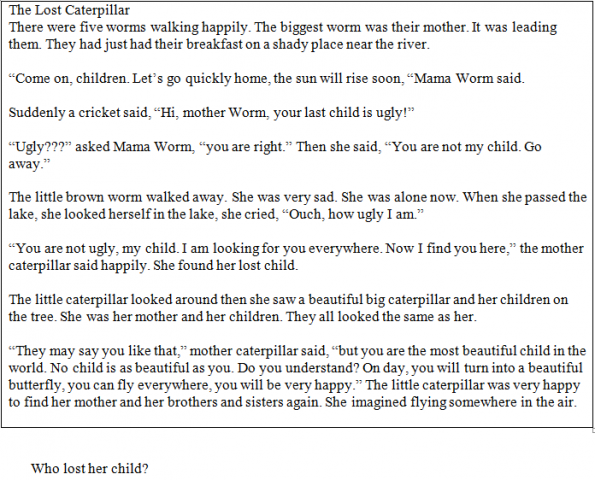 The Lost Caterpillar
There were five worms walking happily. The biggest worm was their mother. It was leading
them. They had just had their breakfast on a shady place near the river.
“Come on, children. Let’s go quickly home, the sun will rise soon, “Mama Worm said.
Suddenly a cricket said, “Hi, mother Worm, your last child is ugly!”
“Ugly???” asked Mama Worm, “you are right.” Then she said, “You are not my child. Go
away.”
The little brown worm walked away. She was very sad. She was alone now. When she passed the
lake, she looked herself in the lake, she cried, “Ouch, how ugly I am.”
“You are not ugly, my child. I am looking for you everywhere. Now I find you here,” the mother
caterpillar said happily. She found her lost child.
The little caterpillar looked around then she saw a beautiful big caterpillar and her children on
the tree. She was her mother and her children. They all looked the same as her.
“They may say you like that,” mother caterpillar said, “but you are the most beautiful child in the
world. No child is as beautiful as you. Do you understand? On day, you will turn into a beautiful
butterfly, you can fly everywhere, you will be very happy.” The little caterpillar was very happy
to find her mother and her brothers and sisters again. She imagined flying somewhere in the air.
Who lost her child?